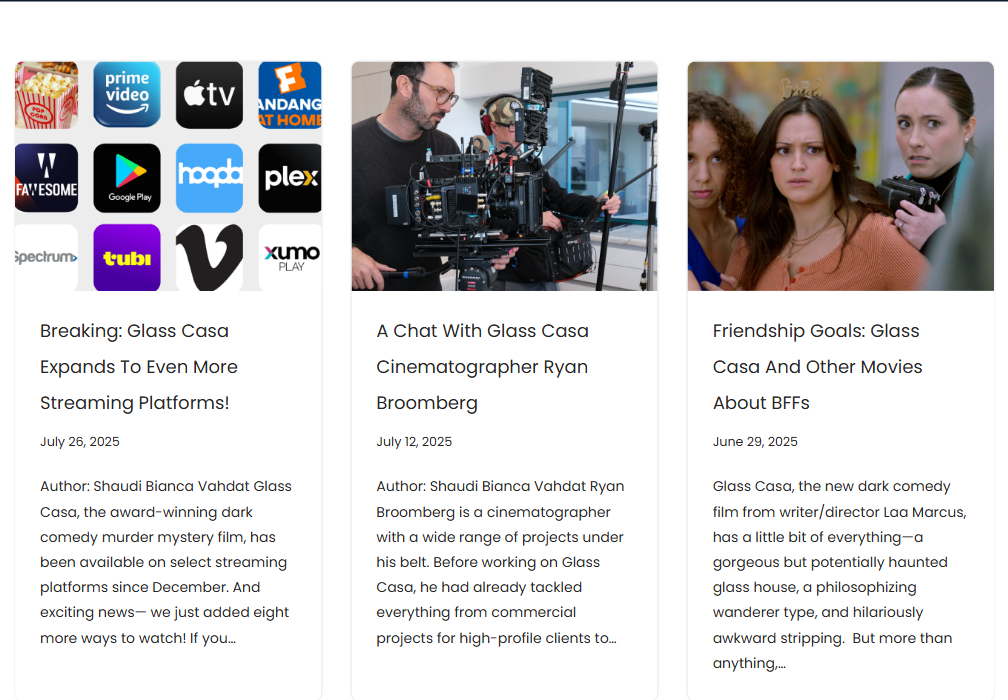 POP CORN
prime video
tv
FANDANGO AT HOME
FAWESOME
Google Play
hoopla
plex
Spectrum
tubi
xumo PLAY
Breaking: Glass Casa
Expands To Even More
Streaming Platforms!
July 26, 2025
Author: Shaudi Bianca Vahdat Glass
Casa, the award-winning dark
comedy murder mystery film, has
been available on select streaming
platforms since December. And
exciting news— we just added eight
more ways to watch! If you...
A Chat With Glass Casa
Cinematographer Ryan
Broomberg
July 12, 2025
Author: Shaudi Bianca Vahdat Ryan
Broomberg is a cinematographer
with a wide range of projects under
his belt. Before working on Glass
Casa, he had already tackled
everything from commercial
projects for high-profile clients to...
Friendship Goals: Glass
Casa And Other Movies
About BFFs
June 29, 2025
Glass Casa, the new dark comedy
film from writer/director Laa Marcus,
has a little bit of everything—a
gorgeous but potentially haunted
glass house, a philosophizing
wanderer type, and hilariously
awkward stripping.  But more than
anything,...